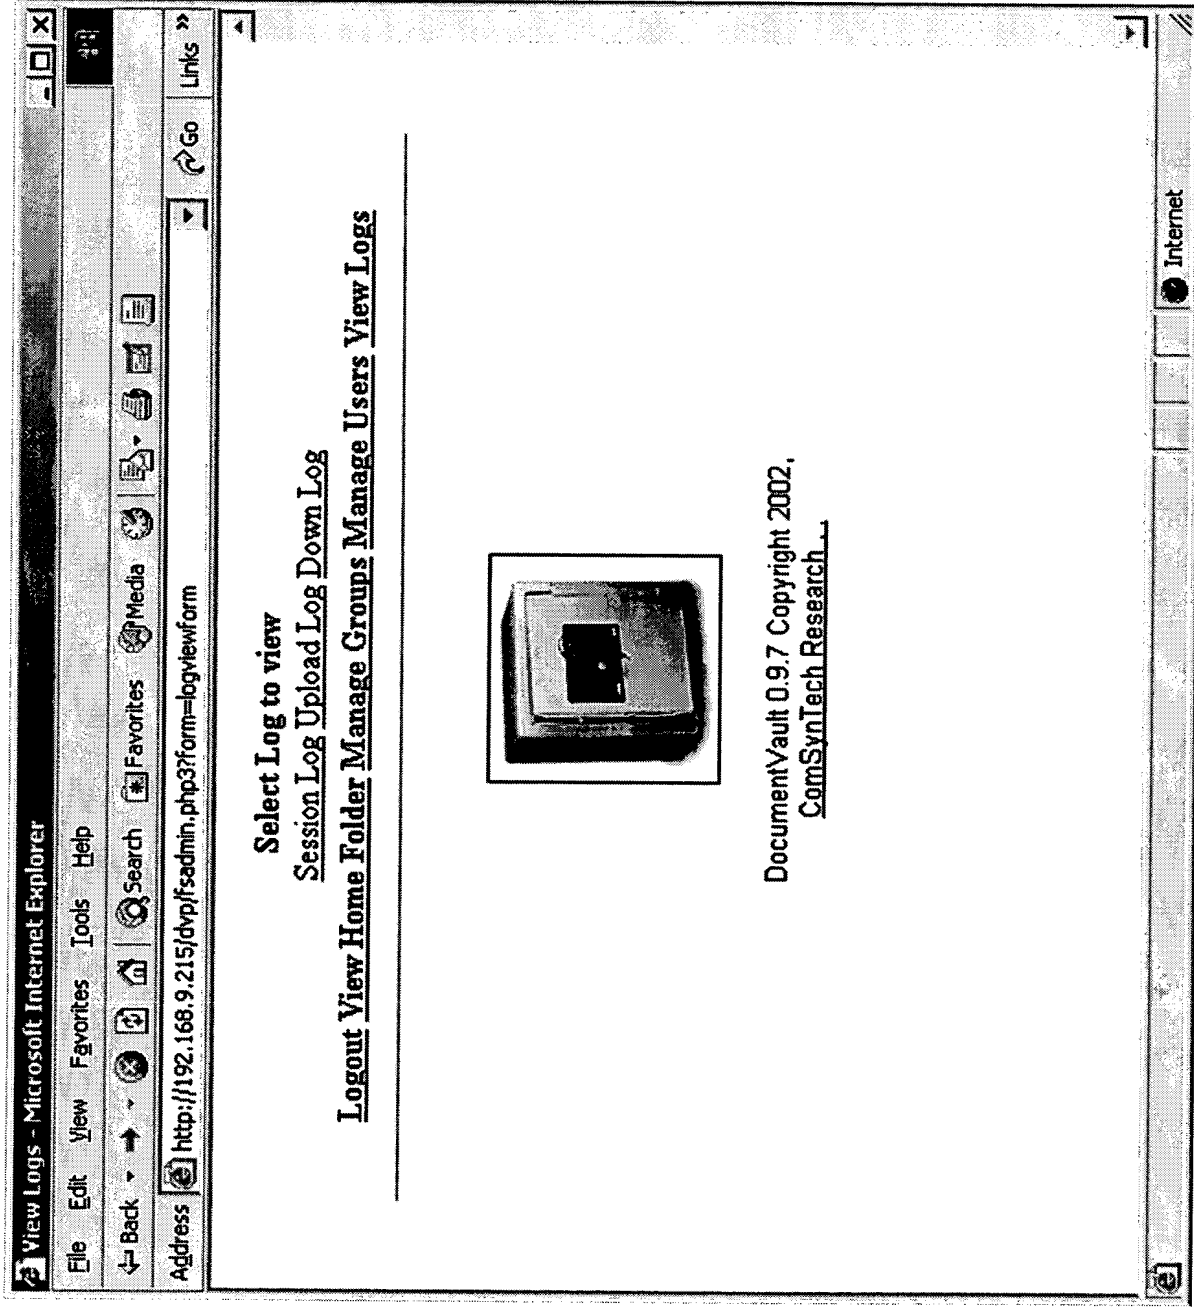 View Logs - Microsoft Internet Explorer
File Edit View Favorites Tools Help
Back Search Favorites Media
Address http://192.168.9.215/dvp/fsadmin.php3?form=logviewform Go Links »
Select Log to view
Session Log Upload Log Down Log
Logout View Home Folder Manage Groups Manage Users View Logs
DocumentVault 0.9.7 Copyright 2002,
ComSynTech Research . .
Internet